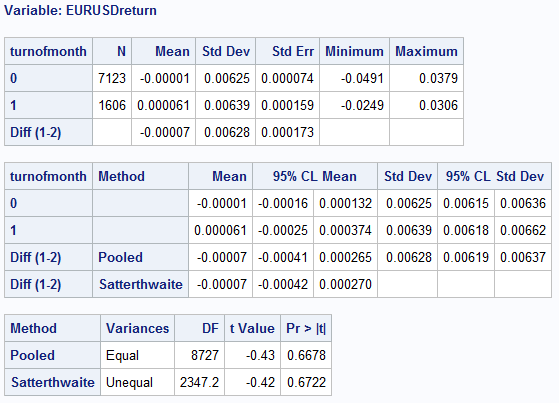 Variable: EURUSDreturn
turnofmonth N Mean Std Dev Std Err Minimum Maximum
0 7123 -0.00001 0.00625 0.000074 -0.0491 0.0379
1 1606 0.000061 0.00639 0.000159 -0.0249 0.0306
Diff (1-2) -0.00007 0.00628 0.000173
turnofmonth Method Mean 95% CL Mean Std Dev 95% CL Std Dev
0 -0.00001 -0.00016 0.000132 0.00625 0.00615 0.00636
1 0.000061 -0.00025 0.000374 0.00639 0.00618 0.00662
Diff (1-2) Pooled -0.00007 -0.00041 0.000265 0.00628 0.00619 0.00637
Diff (1-2) Satterthwaite -0.00007 -0.00042 0.000270
Method Variances DF t Value Pr > |t|
Pooled Equal 8727 -0.43 0.6678
Satterthwaite Unequal 2347.2 -0.42 0.6722